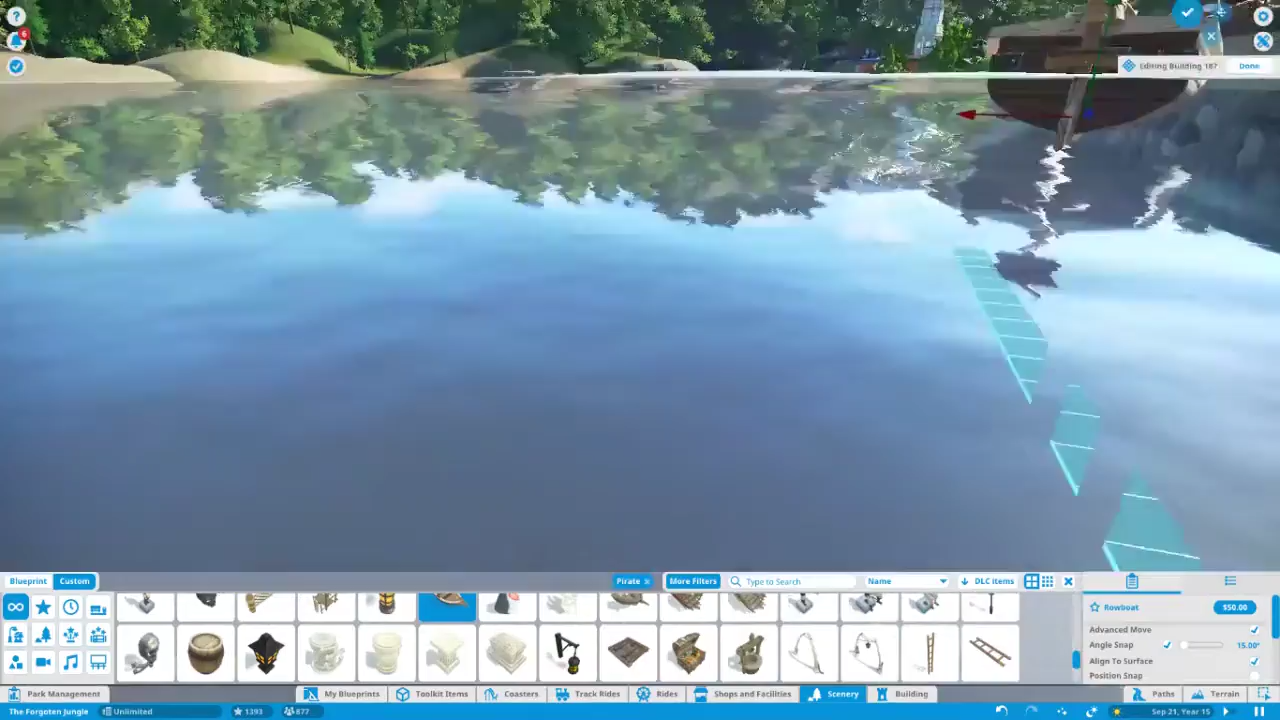 ?
6
Editing Building 187 Done
Blueprint Custom Pirate × More Filters Type to Search Name DLC Items
Rowboat $50.00
Advanced Move
Angle Snap 15.00°
Align To Surface
Position Snap
Park Management My Blueprints Toolkit Items Coasters Track Rides Rides Shops and Facilities Scenery Building Paths Terrain
The Forgoten Jungle Unlimited 1393 877 Sep 21, Year 15